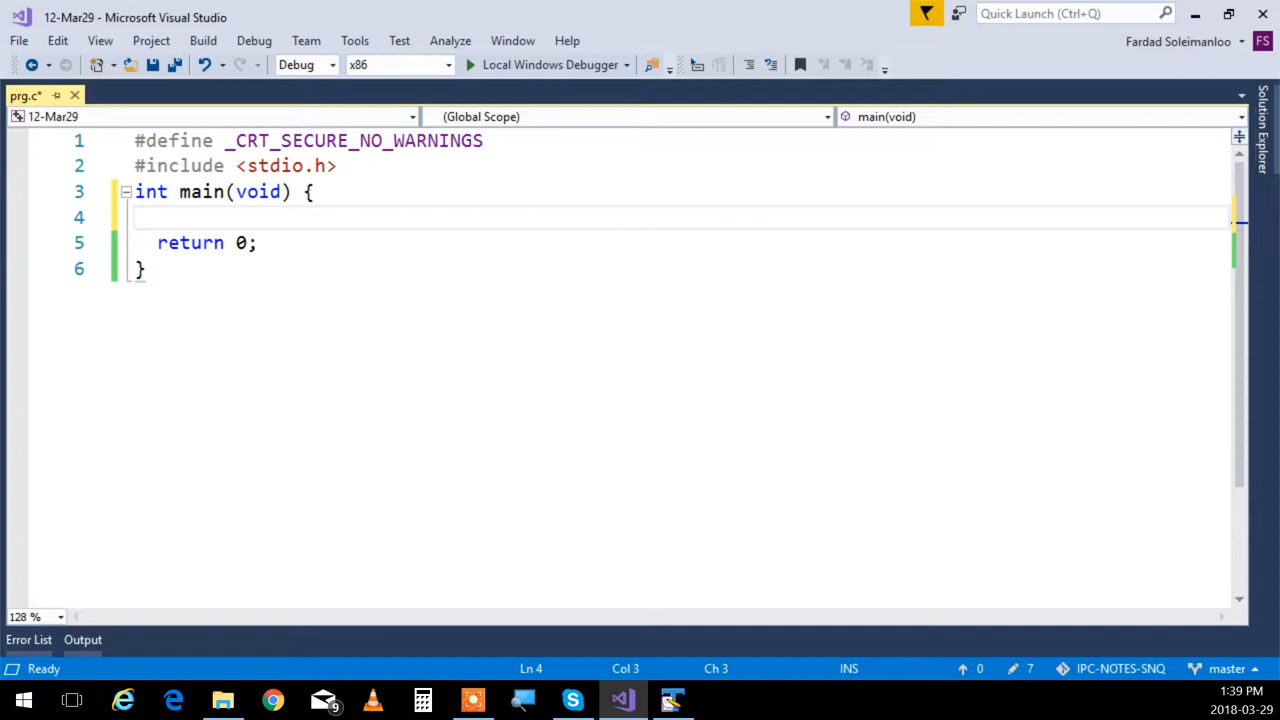 12-Mar29 - Microsoft Visual Studio
Quick Launch (Ctrl+Q)
File Edit View Project Build Debug Team Tools Test Analyze Window Help
Fardad Soleimanloo FS
Debug x86 Local Windows Debugger
prg.c*
12-Mar29 (Global Scope) main(void)
Solution Explorer
1 #define _CRT_SECURE_NO_WARNINGS
2 #include <stdio.h>
3 int main(void) {
4
5 return 0;
6 }
128 %
Error List Output
Ready Ln 4 Col 3 Ch 3 INS 0 7 IPC-NOTES-SNQ master
9
1:39 PM
2018-03-29